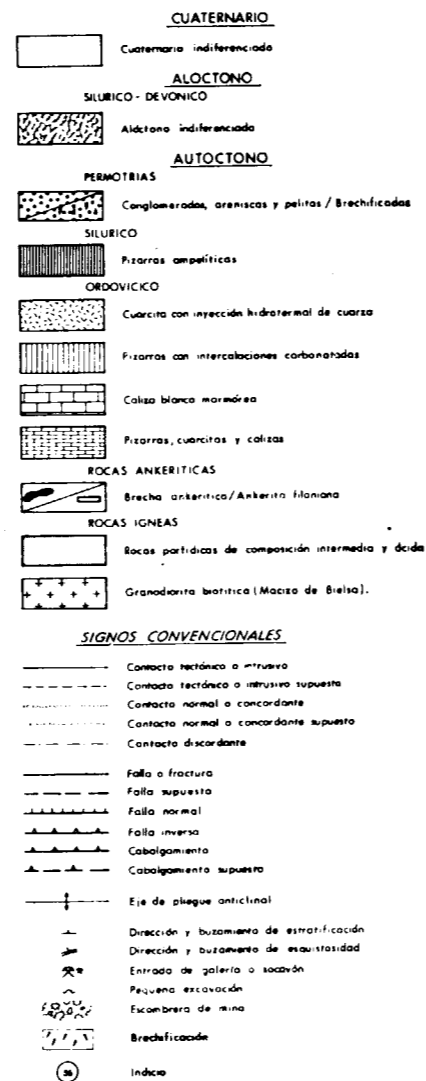 CUATERNARIO
Cuaternario indiferenciado
ALOCTONO
SILURICO - DEVONICO
Alóctono indiferenciado
AUTOCTONO
PERMOTRIAS
Conglomerados, areniscas y pelitas / Brechificadas
SILURICO
Pizarras ampelíticas
ORDOVICICO
Cuarcita con inyección hidrotermal de cuarzo
Pizarras con intercalaciones carbonatadas
Caliza blanca marmórea
Pizarras, cuarcitas y calizas
ROCAS ANKERITICAS
Brecha ankerítica / Ankerita filoniana
ROCAS IGNEAS
Rocas porfídicas de composición intermedia y ácida
Granodiorita biotítica (Macizo de Bielsa).
SIGNOS CONVENCIONALES
Contacto tectónico o intrusivo
Contacto tectónico o intrusivo supuesto
Contacto normal o concordante
Contacto normal o concordante supuesto
Contacto discordante
Falla o fractura
Falla supuesta
Falla normal
Falla inversa
Cabalgamiento
Cabalgamiento supuesto
Eje de pliegue anticlinal
Dirección y buzamiento de estratificación
Dirección y buzamiento de esquistosidad
Entrada de galería o socavón
Pequena excavación
Escombrera de mina
Brechificación
36 Indicio